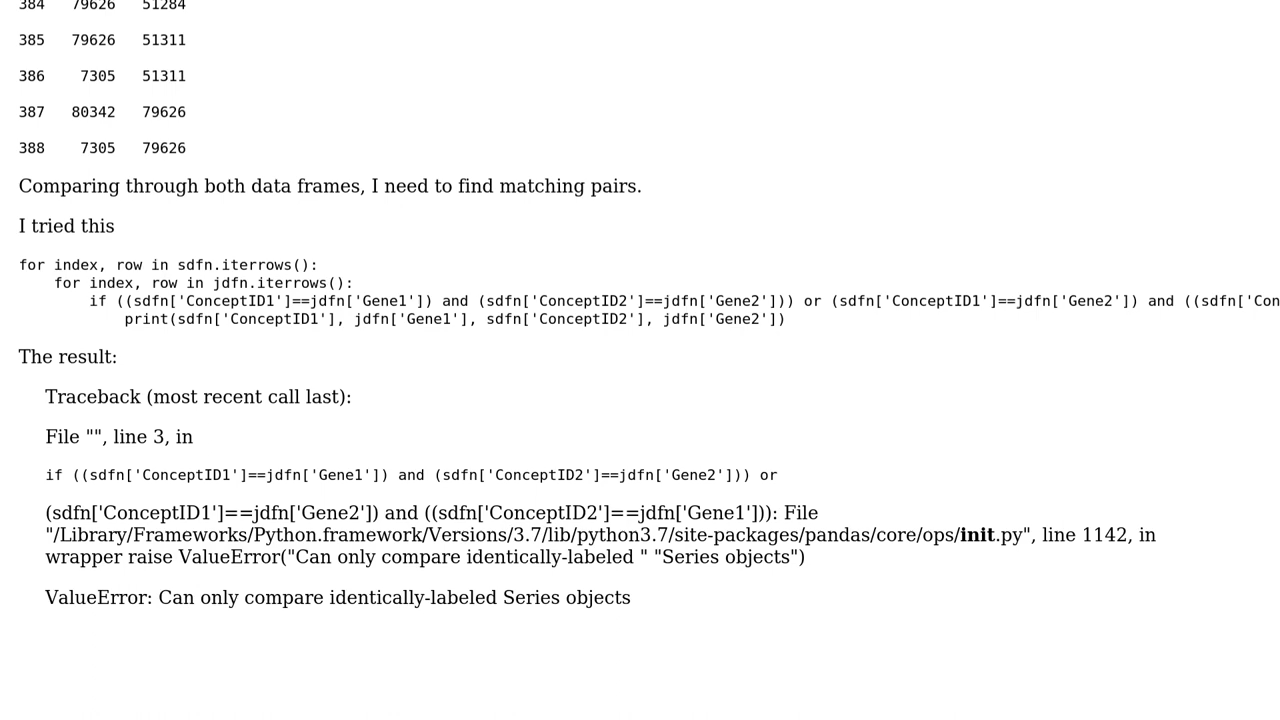 384   79626   51284
385   79626   51311
386    7305   51311
387   80342   79626
388    7305   79626
Comparing through both data frames, I need to find matching pairs.
I tried this
for index, row in sdfn.iterrows():
    for index, row in jdfn.iterrows():
        if ((sdfn['ConceptID1']==jdfn['Gene1']) and (sdfn['ConceptID2']==jdfn['Gene2'])) or (sdfn['ConceptID1']==jdfn['Gene2']) and ((sdfn['Con
            print(sdfn['ConceptID1'], jdfn['Gene1'], sdfn['ConceptID2'], jdfn['Gene2'])
The result:
Traceback (most recent call last):
File "", line 3, in
if ((sdfn['ConceptID1']==jdfn['Gene1']) and (sdfn['ConceptID2']==jdfn['Gene2'])) or
(sdfn['ConceptID1']==jdfn['Gene2']) and ((sdfn['ConceptID2']==jdfn['Gene1'])): File
"/Library/Frameworks/Python.framework/Versions/3.7/lib/python3.7/site-packages/pandas/core/ops/init.py", line 1142, in
wrapper raise ValueError("Can only compare identically-labeled " "Series objects")
ValueError: Can only compare identically-labeled Series objects